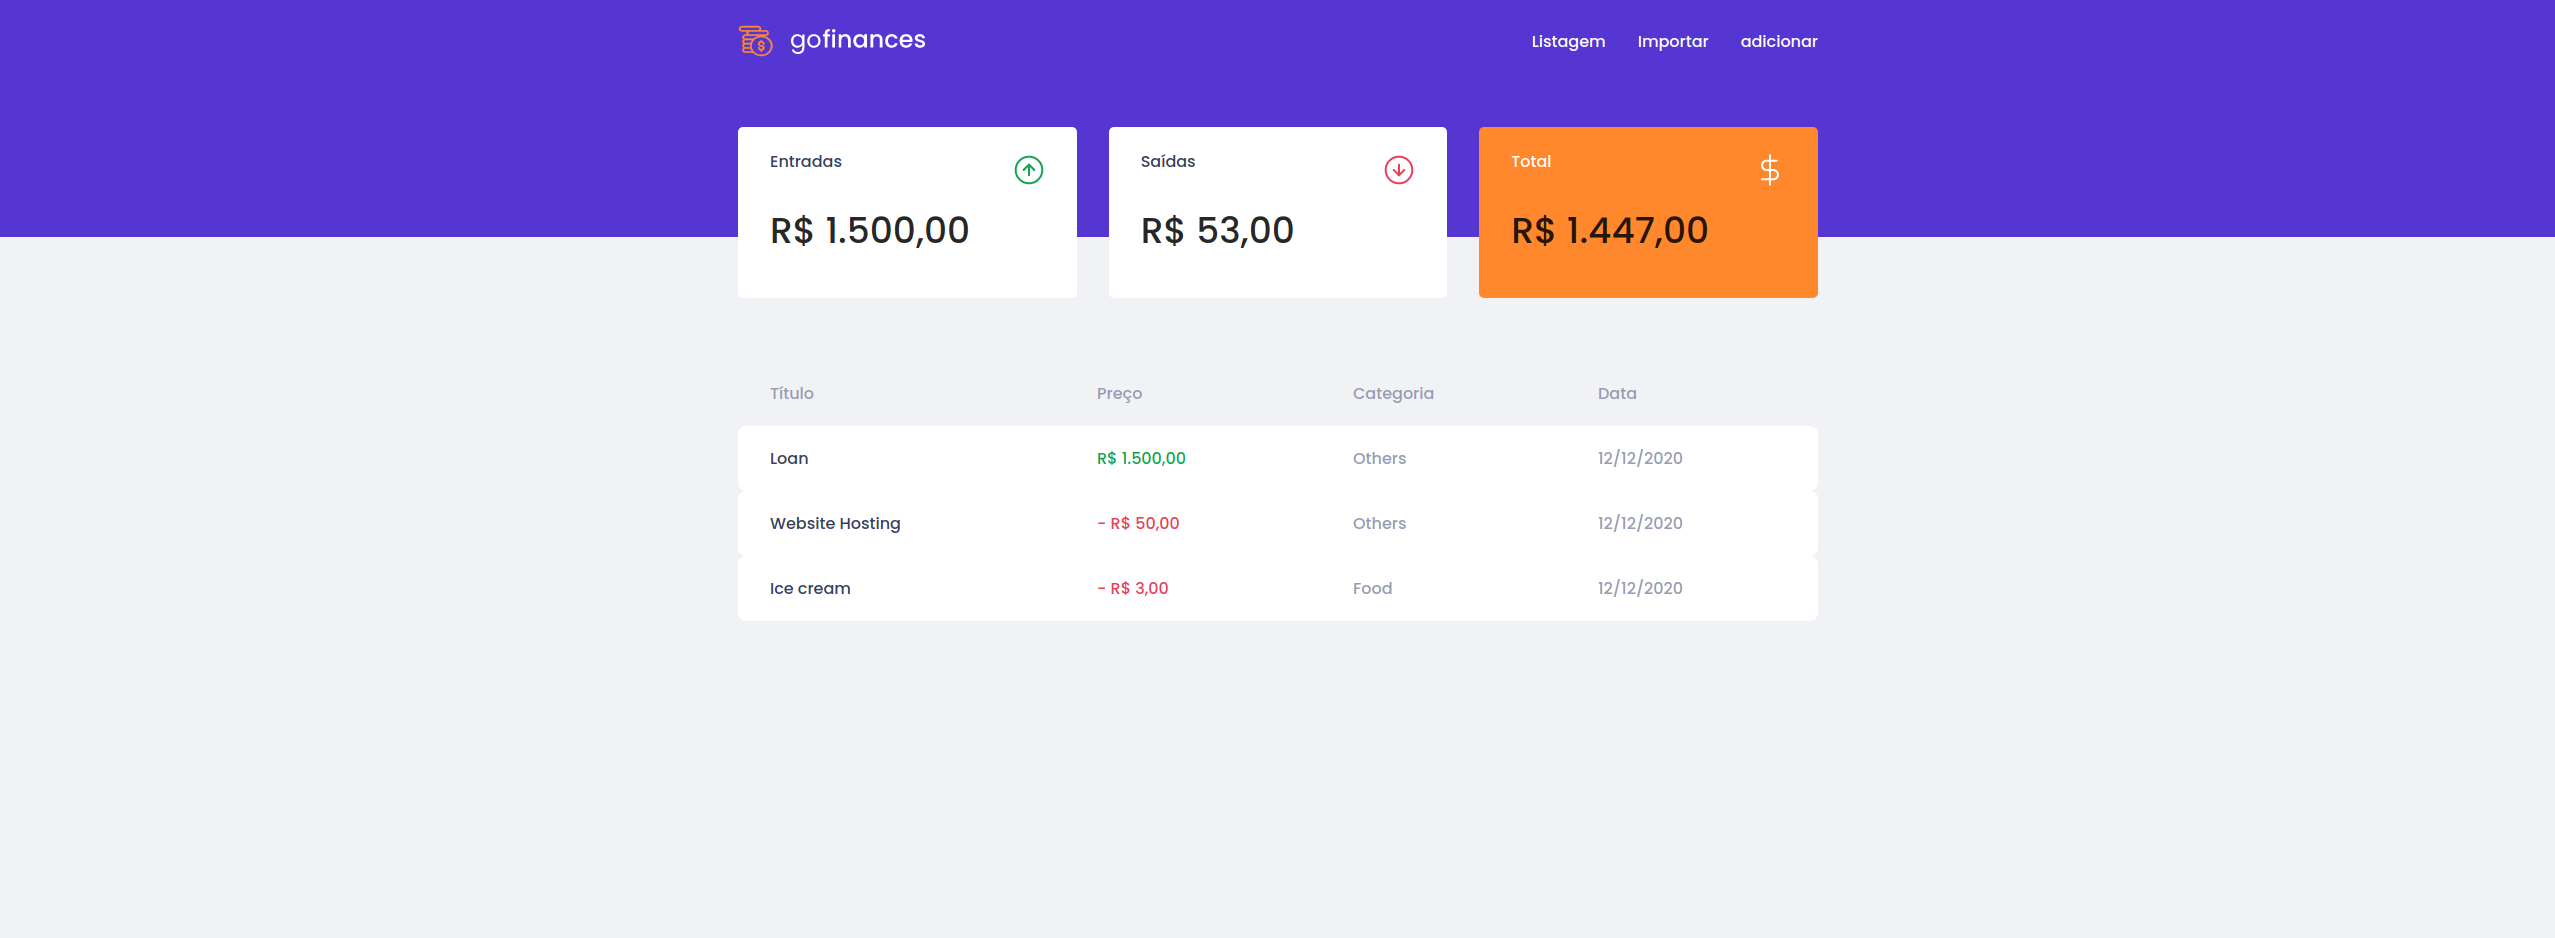 gofinances Listagem Importar adicionar
Entradas Saídas Total
R$ 1.500,00 R$ 53,00 R$ 1.447,00
Título Preço Categoria Data
Loan R$ 1.500,00 Others 12/12/2020
Website Hosting - R$ 50,00 Others 12/12/2020
Ice cream - R$ 3,00 Food 12/12/2020